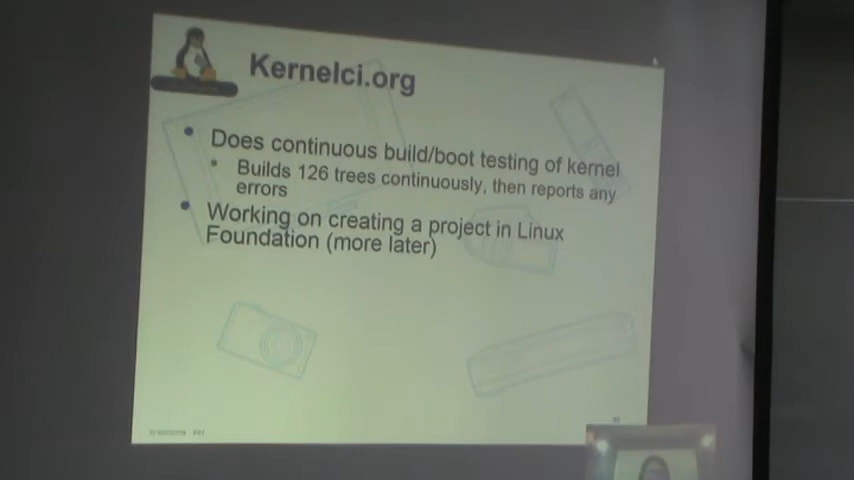 Kernelci.org
Does continuous build/boot testing of kernel
Builds 126 trees continuously, then reports any
errors
Working on creating a project in Linux
Foundation (more later)